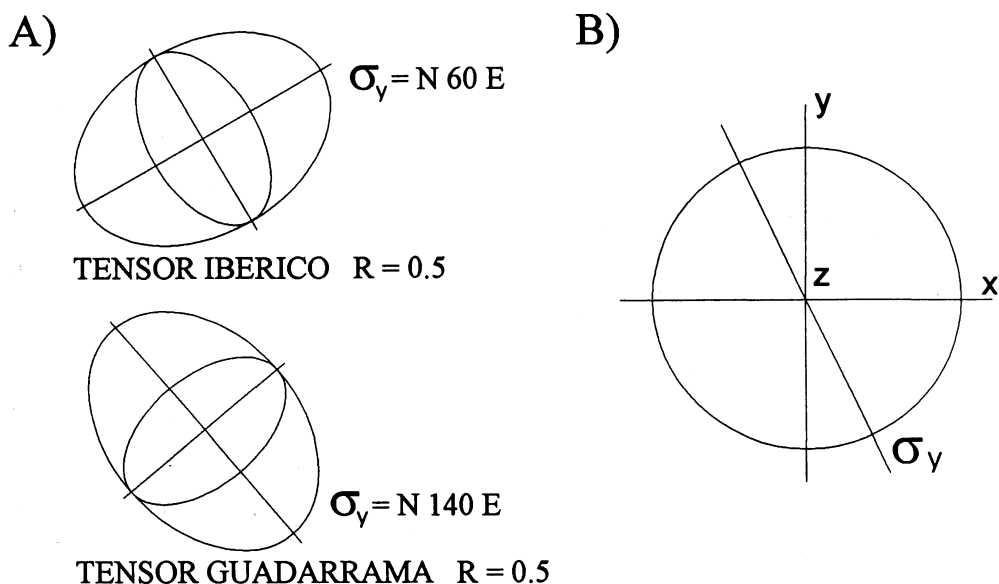 A)
σy = N 60 E
TENSOR IBERICO R = 0.5
σy = N 140 E
TENSOR GUADARRAMA R = 0.5
B)
y
z
x
σy